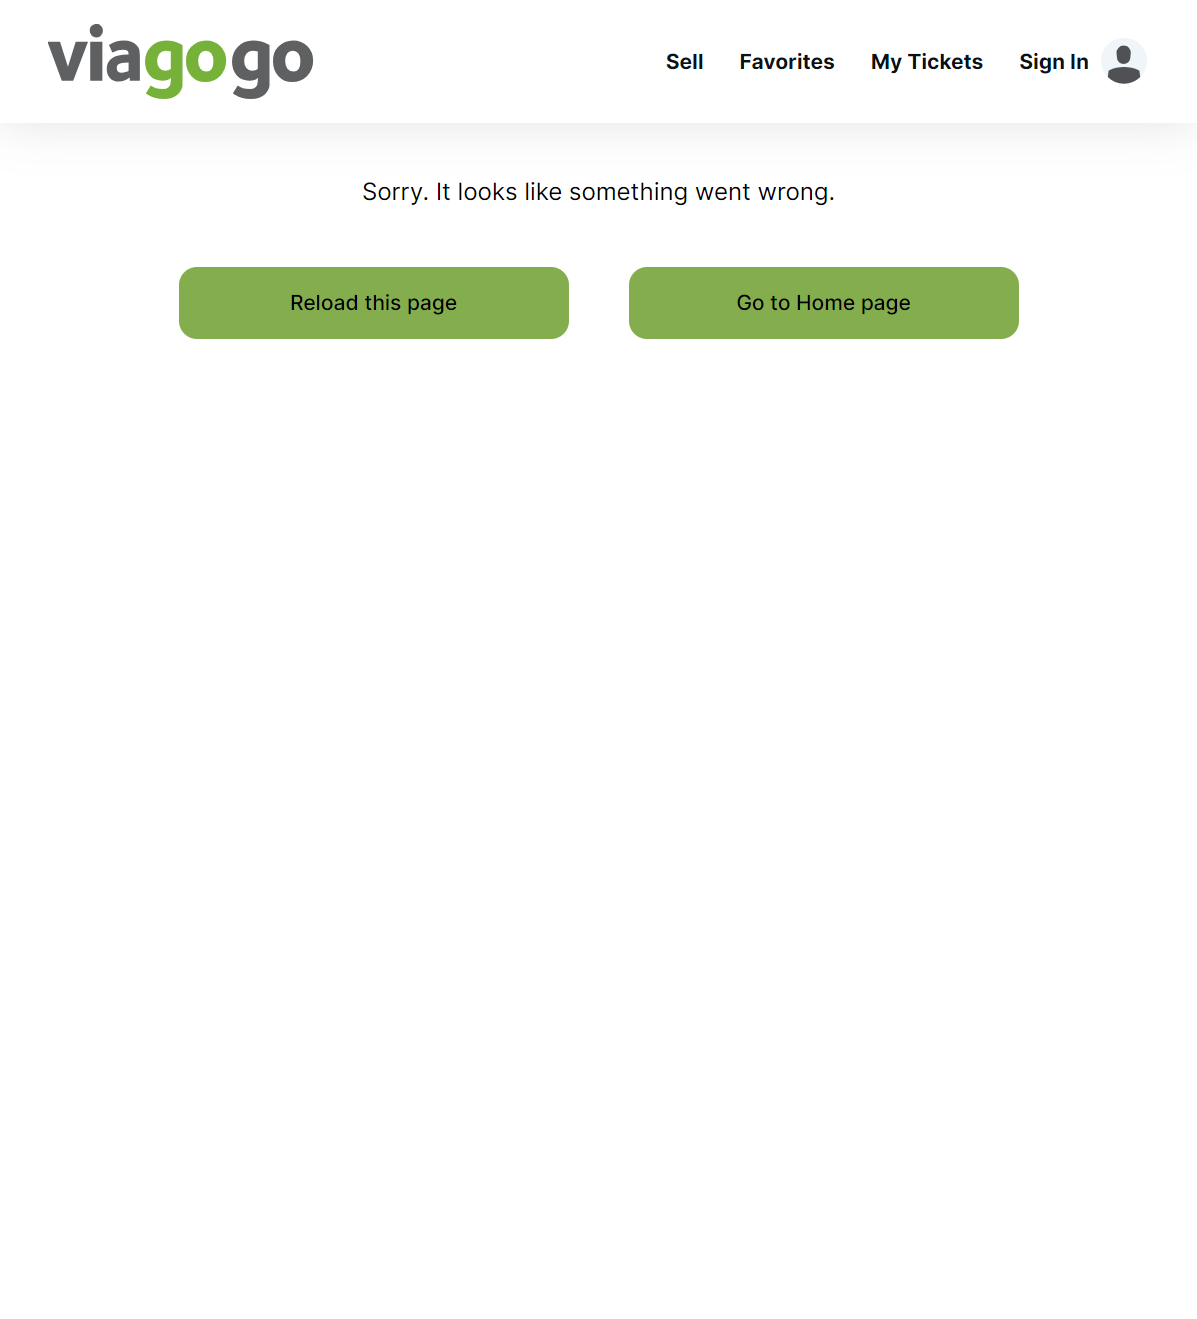 viagogo
Sell Favorites My Tickets Sign In
Sorry. It looks like something went wrong.
Reload this page Go to Home page